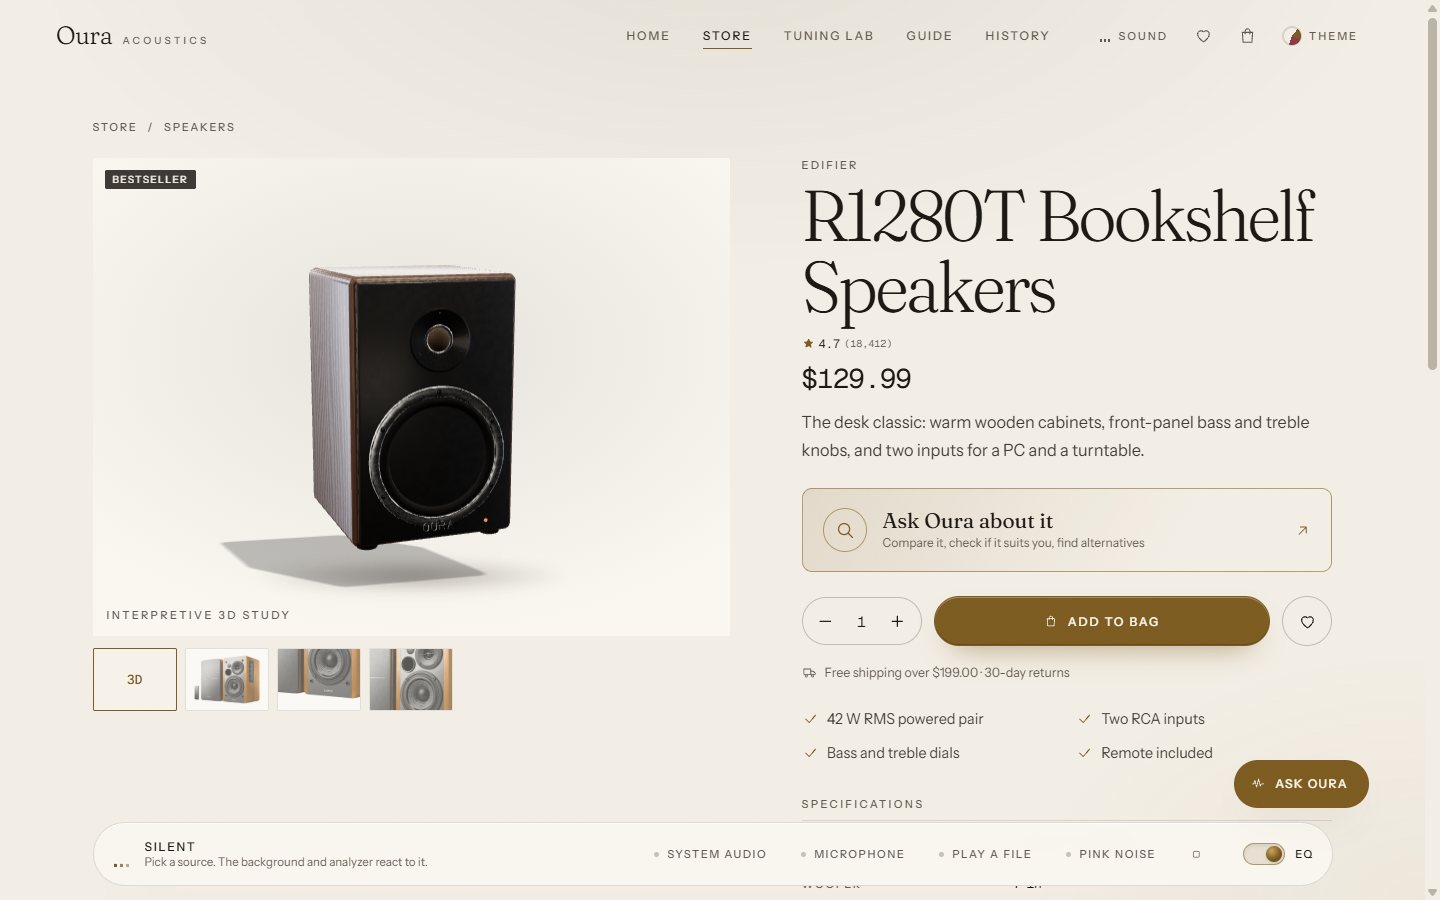 Oura ACOUSTICS
HOME STORE TUNING LAB GUIDE HISTORY SOUND THEME
STORE / SPEAKERS
BESTSELLER
OURA
INTERPRETIVE 3D STUDY
3D
EDIFIER
R1280T Bookshelf
Speakers
4.7 (18,412)
$129.99
The desk classic: warm wooden cabinets, front-panel bass and treble
knobs, and two inputs for a PC and a turntable.
Ask Oura about it
Compare it, check if it suits you, find alternatives
1 ADD TO BAG
Free shipping over $199.00 · 30-day returns
42 W RMS powered pair
Two RCA inputs
Bass and treble dials
Remote included
ASK OURA
SPECIFICATIONS
SILENT
Pick a source. The background and analyzer react to it.
SYSTEM AUDIO MICROPHONE PLAY A FILE PINK NOISE EQ